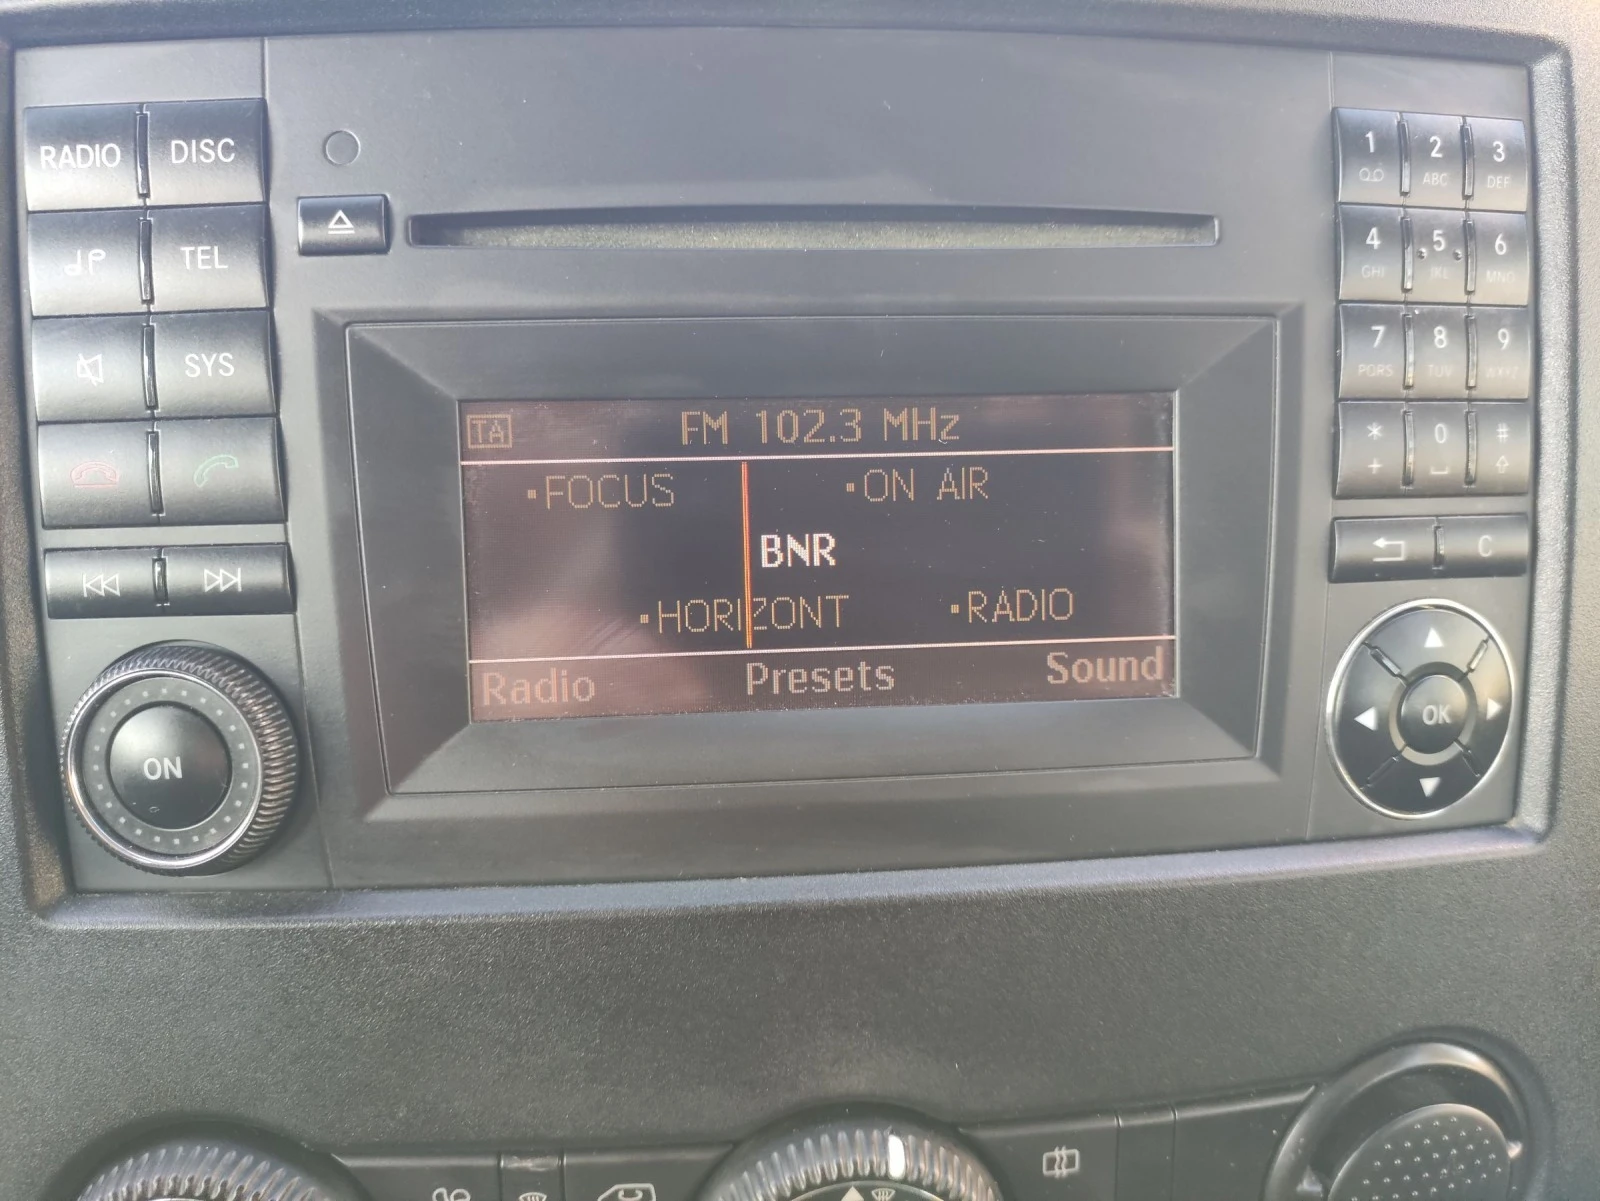 RADIO DISC
TEL
SYS
ON
TA FM 102.3 MHz
FOCUS ON AIR
BNR
HORIZONT RADIO
Radio Presets Sound
1 2 3
ABC DEF
4 5 6
GHI JKL MNO
7 8 9
PQRS TUV WXYZ
* 0 #
+
C
OK